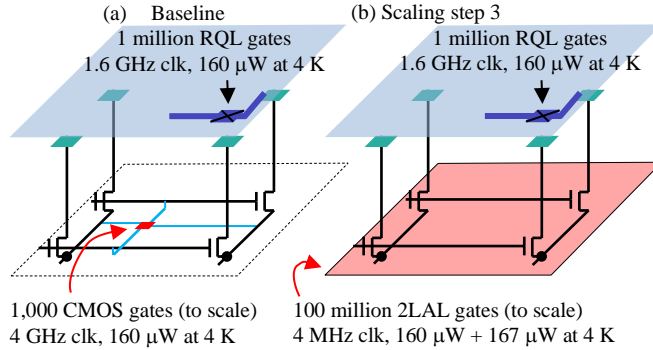 (a) Baseline
1 million RQL gates
1.6 GHz clk, 160 μW at 4 K
1,000 CMOS gates (to scale)
4 GHz clk, 160 μW at 4 K
(b) Scaling step 3
1 million RQL gates
1.6 GHz clk, 160 μW at 4 K
100 million 2LAL gates (to scale)
4 MHz clk, 160 μW + 167 μW at 4 K